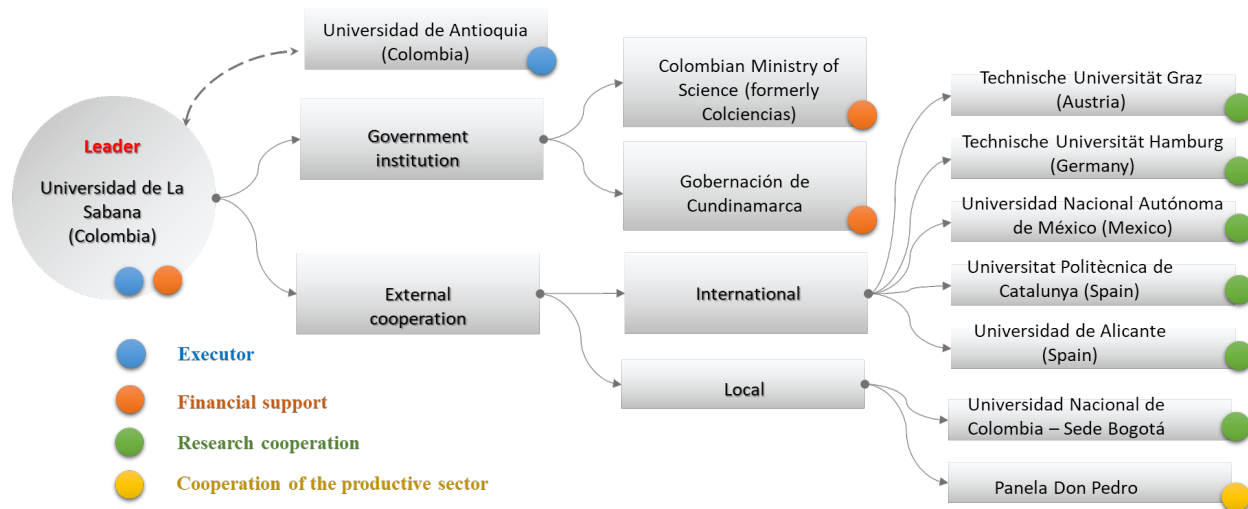 Universidad de Antioquia
(Colombia)
Leader
Universidad de La
Sabana
(Colombia)
Government
institution
External
cooperation
Colombian Ministry of
Science (formerly
Colciencias)
Gobernación de
Cundinamarca
International
Local
Technische Universität Graz
(Austria)
Technische Universität Hamburg
(Germany)
Universidad Nacional Autónoma
de México (Mexico)
Universitat Politècnica de
Catalunya (Spain)
Universidad de Alicante
(Spain)
Universidad Nacional de
Colombia – Sede Bogotá
Panela Don Pedro
Executor
Financial support
Research cooperation
Cooperation of the productive sector